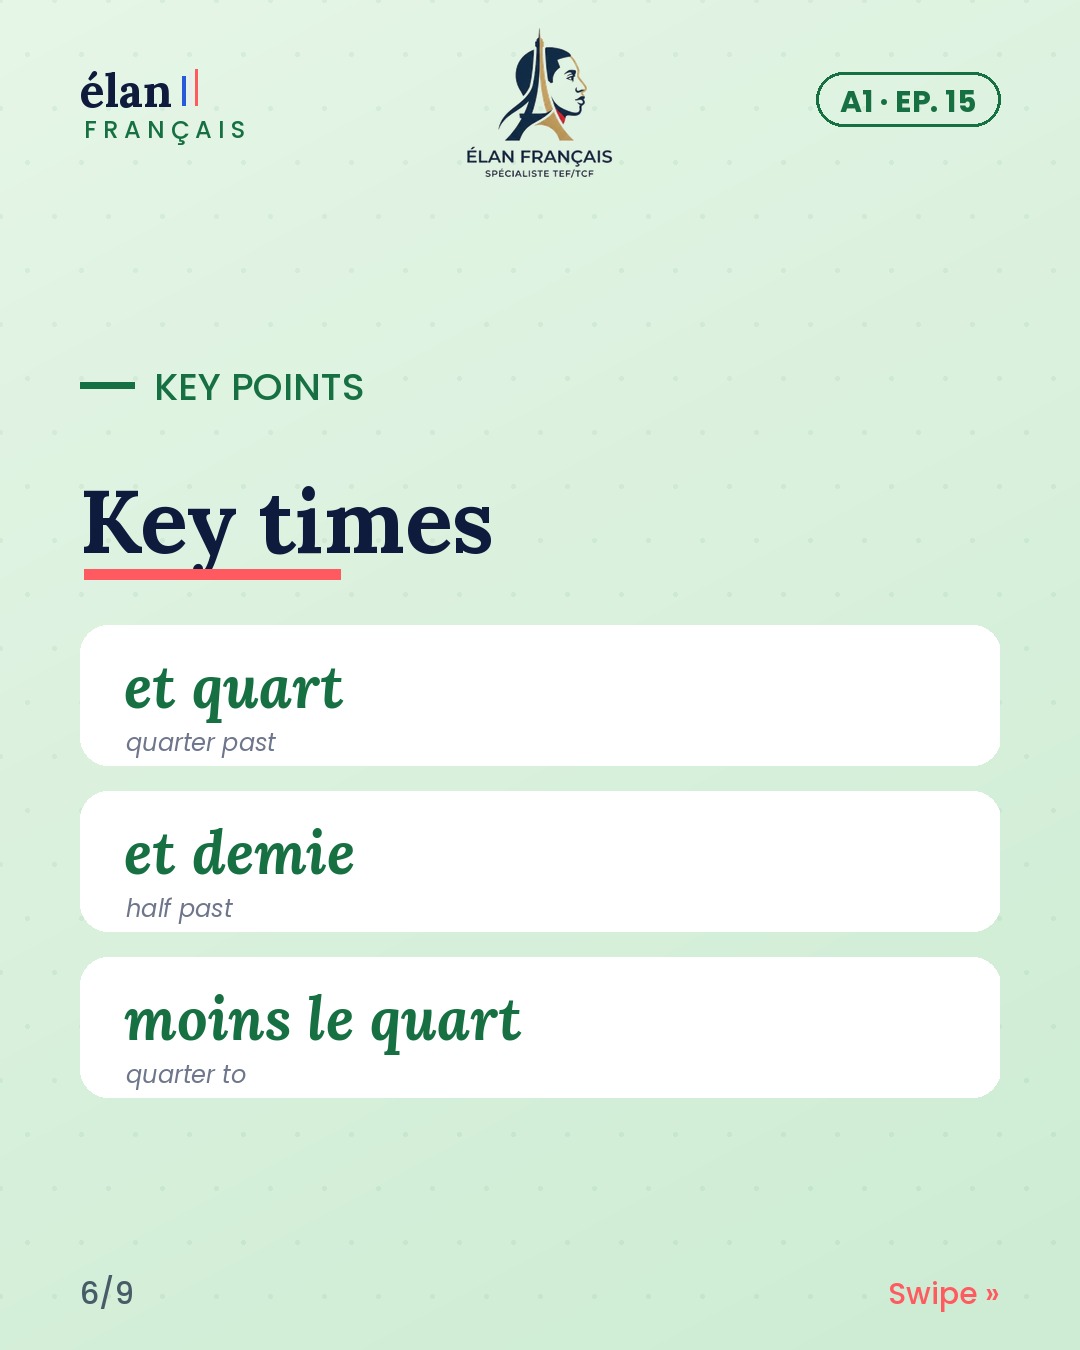 élan
FRANÇAIS
ÉLAN FRANÇAIS
SPÉCIALISTE TEF/TCF
A1 · EP. 15
KEY POINTS
Key times
et quart
quarter past
et demie
half past
moins le quart
quarter to
6/9
Swipe »